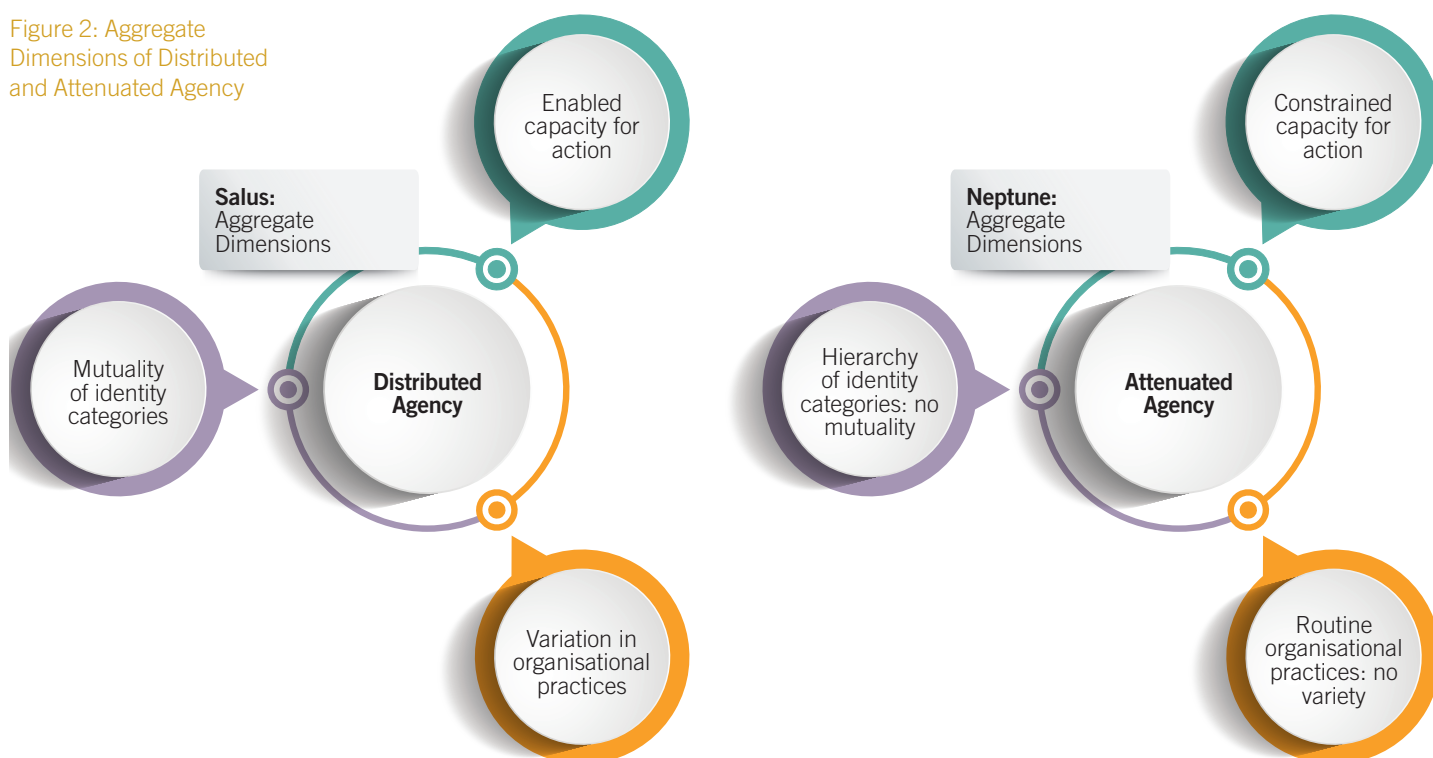 Figure 2: Aggregate
Dimensions of Distributed
and Attenuated Agency
Enabled
capacity for
action
Salus:
Aggregate
Dimensions
Mutuality
of identity
categories
Distributed
Agency
Variation in
organisational
practices
Constrained
capacity for
action
Neptune:
Aggregate
Dimensions
Hierarchy
of identity
categories: no
mutuality
Attenuated
Agency
Routine
organisational
practices: no
variety